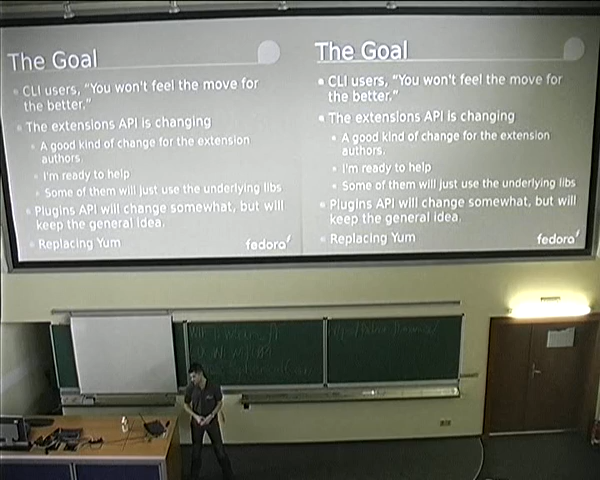 The Goal
CLI users, "You won't feel the move for
the better."
The extensions API is changing
A good kind of change for the extension
authors.
I'm ready to help
Some of them will just use the underlying libs
Plugins API will change somewhat, but will
keep the general idea.
Replacing Yum
fedora
The Goal
CLI users, "You won't feel the move for
the better."
The extensions API is changing
A good kind of change for the extension
authors.
I'm ready to help
Some of them will just use the underlying libs
Plugins API will change somewhat, but will
keep the general idea.
Replacing Yum
fedora